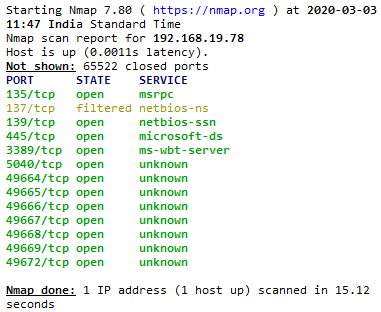 Starting Nmap 7.80 ( https://nmap.org ) at 2020-03-03
11:47 India Standard Time
Nmap scan report for 192.168.19.78
Host is up (0.0011s latency).
Not shown: 65522 closed ports
PORT STATE SERVICE
135/tcp open msrpc
137/tcp filtered netbios-ns
139/tcp open netbios-ssn
445/tcp open microsoft-ds
3389/tcp open ms-wbt-server
5040/tcp open unknown
49664/tcp open unknown
49665/tcp open unknown
49666/tcp open unknown
49667/tcp open unknown
49668/tcp open unknown
49669/tcp open unknown
49672/tcp open unknown
Nmap done: 1 IP address (1 host up) scanned in 15.12
seconds